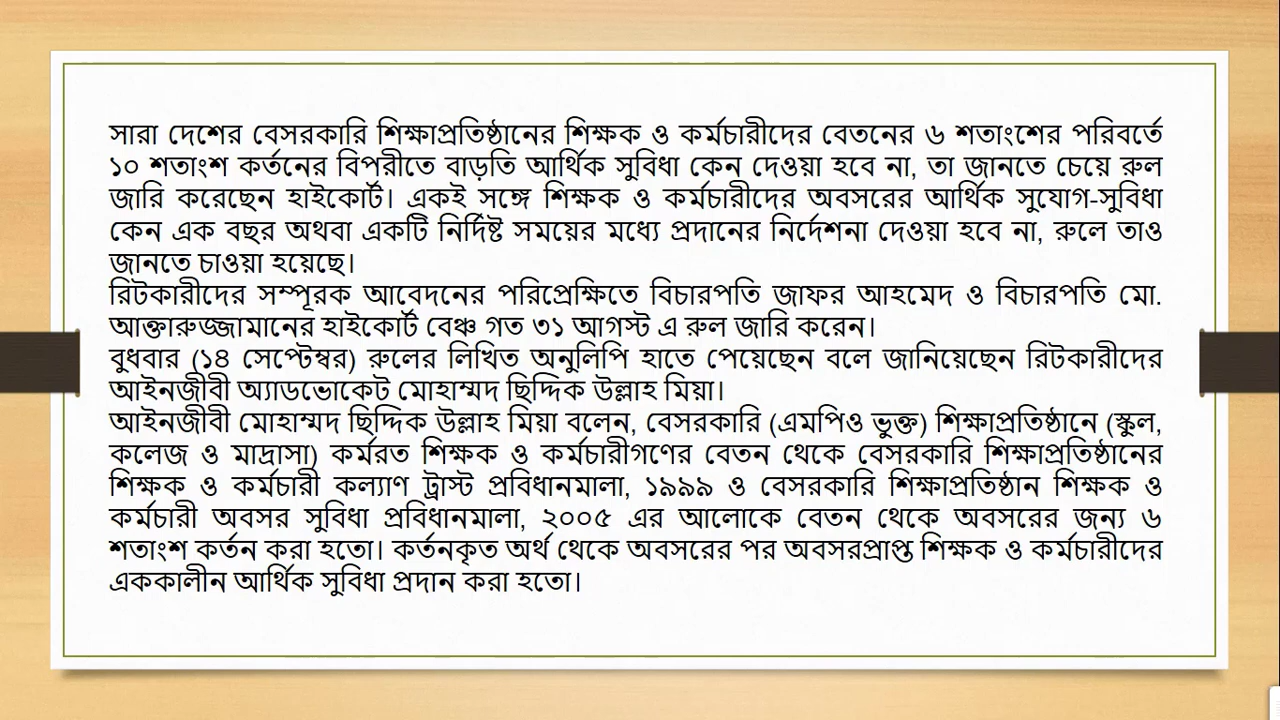 সারা দেশের বেসরকারি শিক্ষাপ্রতিষ্ঠানের শিক্ষক ও কর্মচারীদের বেতনের ৬ শতাংশের পরিবর্তে
১০ শতাংশ কর্তনের বিপরীতে বাড়তি আর্থিক সুবিধা কেন দেওয়া হবে না, তা জানতে চেয়ে রুল
জারি করেছেন হাইকোর্ট। একই সঙ্গে শিক্ষক ও কর্মচারীদের অবসরের আর্থিক সুযোগ-সুবিধা
কেন এক বছর অথবা একটি নির্দিষ্ট সময়ের মধ্যে প্রদানের নির্দেশনা দেওয়া হবে না, রুলে তাও
জানতে চাওয়া হয়েছে।
রিটকারীদের সম্পূরক আবেদনের পরিপ্রেক্ষিতে বিচারপতি জাফর আহমেদ ও বিচারপতি মো.
আক্তারুজ্জামানের হাইকোর্ট বেঞ্চ গত ৩১ আগস্ট এ রুল জারি করেন।
বুধবার (১৪ সেপ্টেম্বর) রুলের লিখিত অনুলিপি হাতে পেয়েছেন বলে জানিয়েছেন রিটকারীদের
আইনজীবী অ্যাডভোকেট মোহাম্মদ ছিদ্দিক উল্লাহ মিয়া।
আইনজীবী মোহাম্মদ ছিদ্দিক উল্লাহ মিয়া বলেন, বেসরকারি (এমপিও ভুক্ত) শিক্ষাপ্রতিষ্ঠানে (স্কুল,
কলেজ ও মাদ্রাসা) কর্মরত শিক্ষক ও কর্মচারীগণের বেতন থেকে বেসরকারি শিক্ষাপ্রতিষ্ঠানের
শিক্ষক ও কর্মচারী কল্যাণ ট্রাস্ট প্রবিধানমালা, ১৯৯৯ ও বেসরকারি শিক্ষাপ্রতিষ্ঠান শিক্ষক ও
কর্মচারী অবসর সুবিধা প্রবিধানমালা, ২০০৫ এর আলোকে বেতন থেকে অবসরের জন্য ৬
শতাংশ কর্তন করা হতো। কর্তনকৃত অর্থ থেকে অবসরের পর অবসরপ্রাপ্ত শিক্ষক ও কর্মচারীদের
এককালীন আর্থিক সুবিধা প্রদান করা হতো।